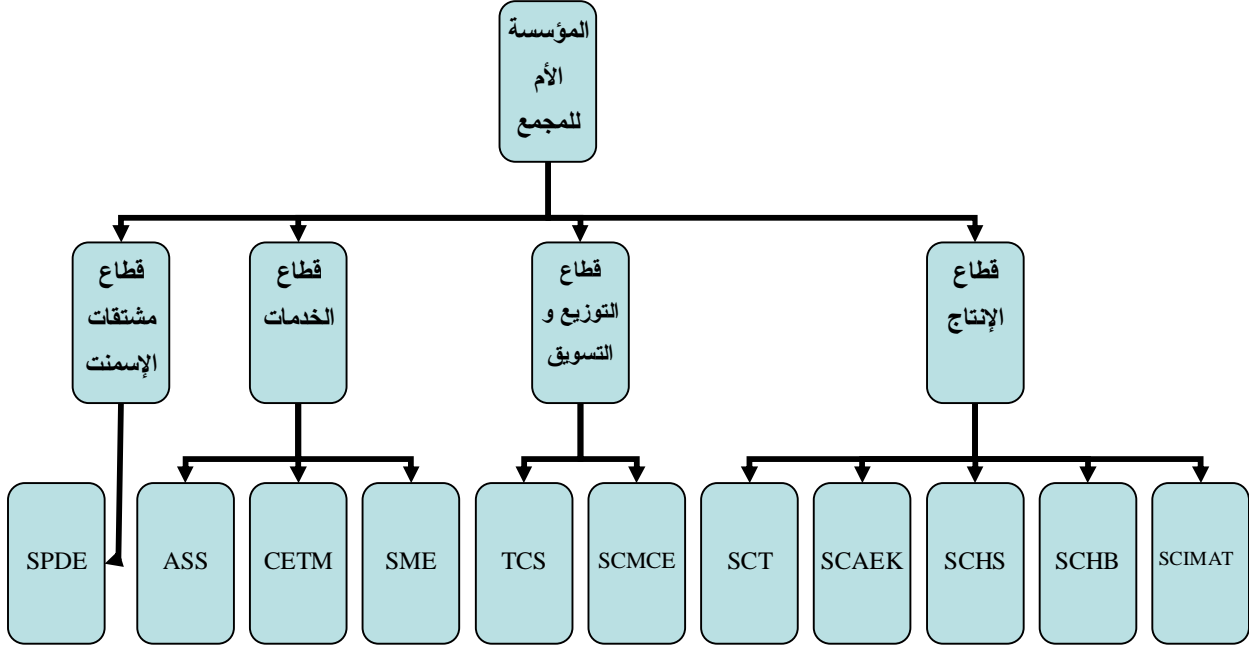 المؤسسة
الأم
للمجمع
قطاع
الإنتاج
قطاع
التوزيع و
التسويق
قطاع
الخدمات
قطاع
مشتقات
الإسمنت
SCIMAT
SCHB
SCHS
SCAEK
SCT
SCMCE
TCS
SME
CETM
ASS
SPDE